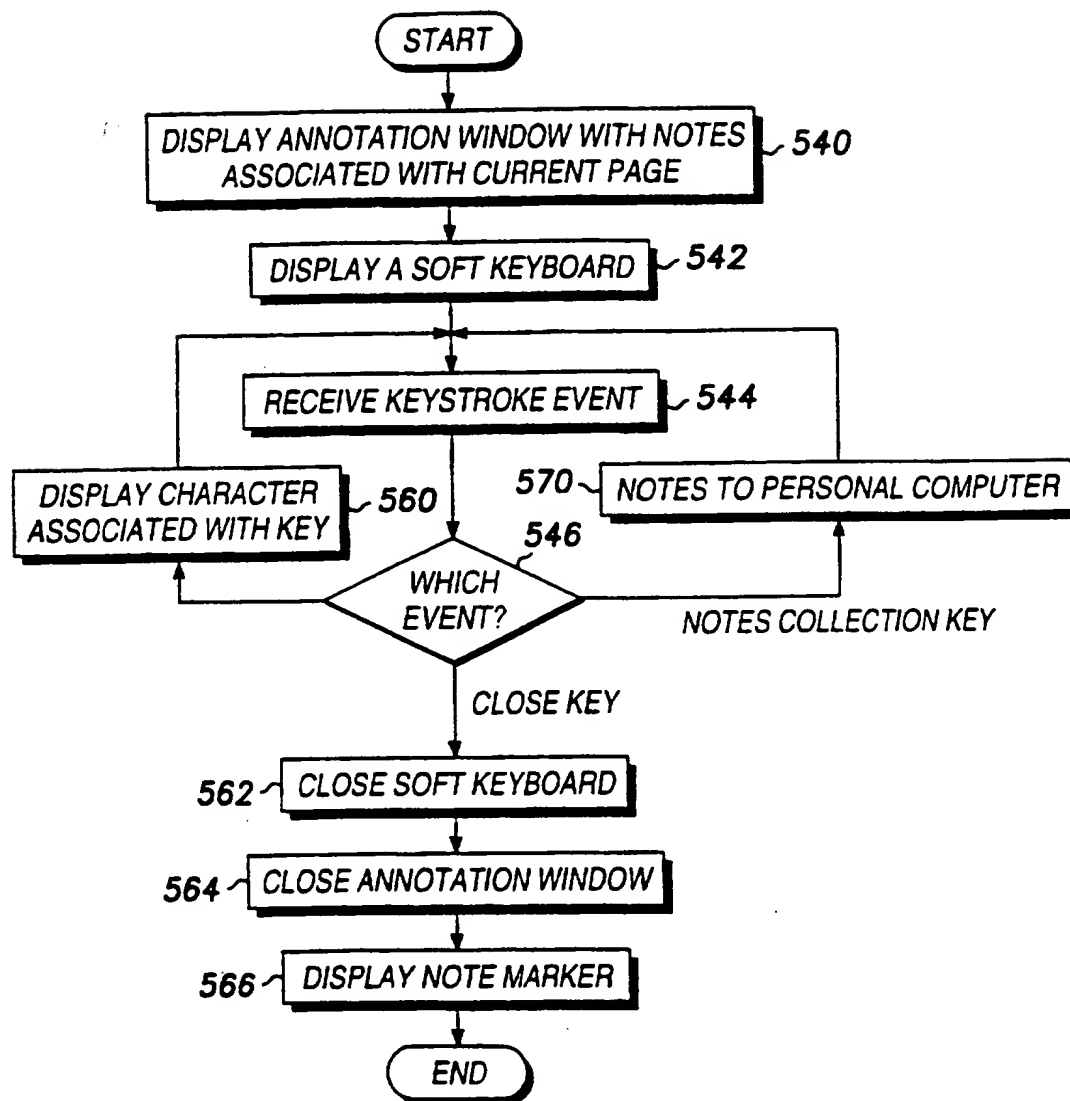 START
DISPLAY ANNOTATION WINDOW WITH NOTES
ASSOCIATED WITH CURRENT PAGE
540
DISPLAY A SOFT KEYBOARD
542
RECEIVE KEYSTROKE EVENT
544
DISPLAY CHARACTER
ASSOCIATED WITH KEY
560
570
NOTES TO PERSONAL COMPUTER
546
WHICH
EVENT?
NOTES COLLECTION KEY
CLOSE KEY
562
CLOSE SOFT KEYBOARD
564
CLOSE ANNOTATION WINDOW
566
DISPLAY NOTE MARKER
END